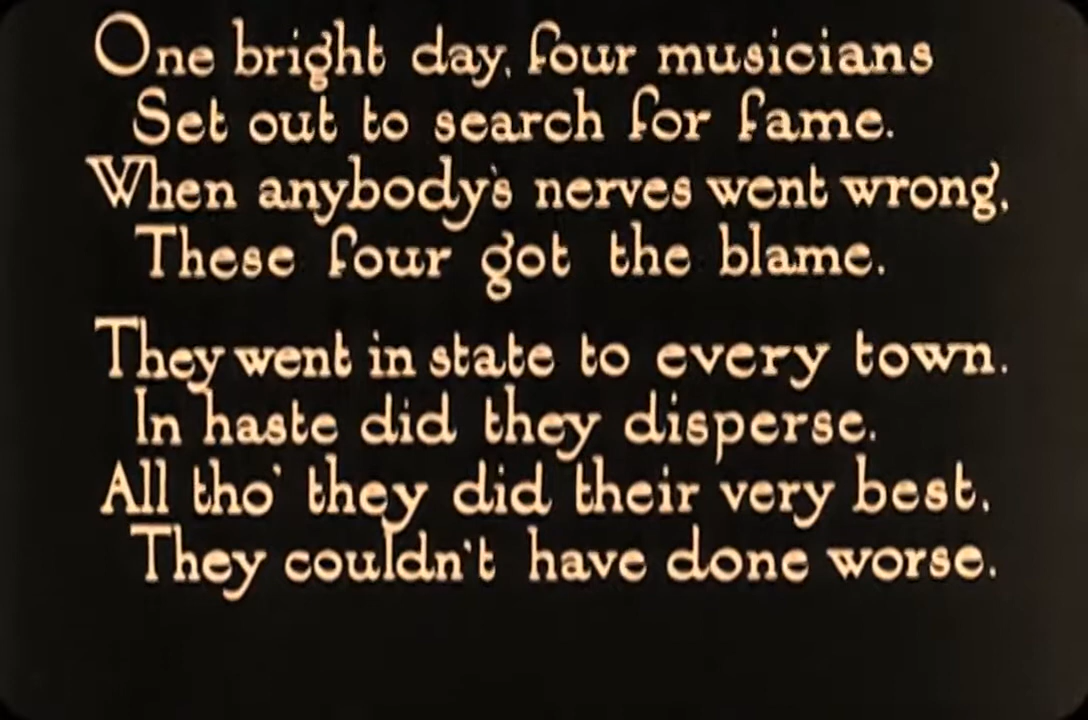 One bright day, four musicians
Set out to search for fame.
When anybody's nerves went wrong,
These four got the blame.
They went in state to every town.
In haste did they disperse.
All tho' they did their very best,
They couldn't have done worse.